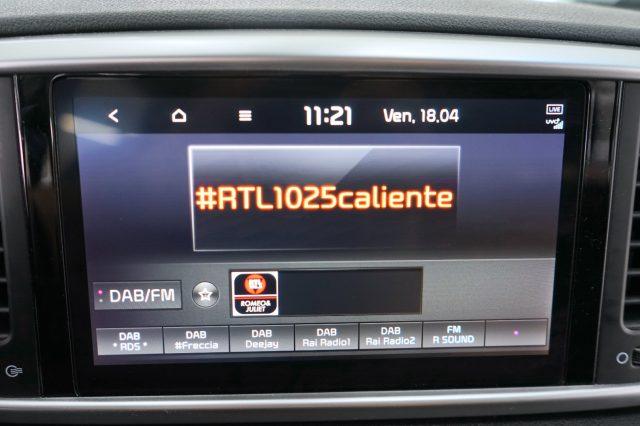 11:21 Ven, 18.04 LIVE
uvo
#RTL1025caliente
: DAB/FM
ROMEO&
JULIET
DAB DAB DAB DAB DAB FM
* RDS * #Freccia Deejay Rai Radio1 Rai Radio2 R SOUND